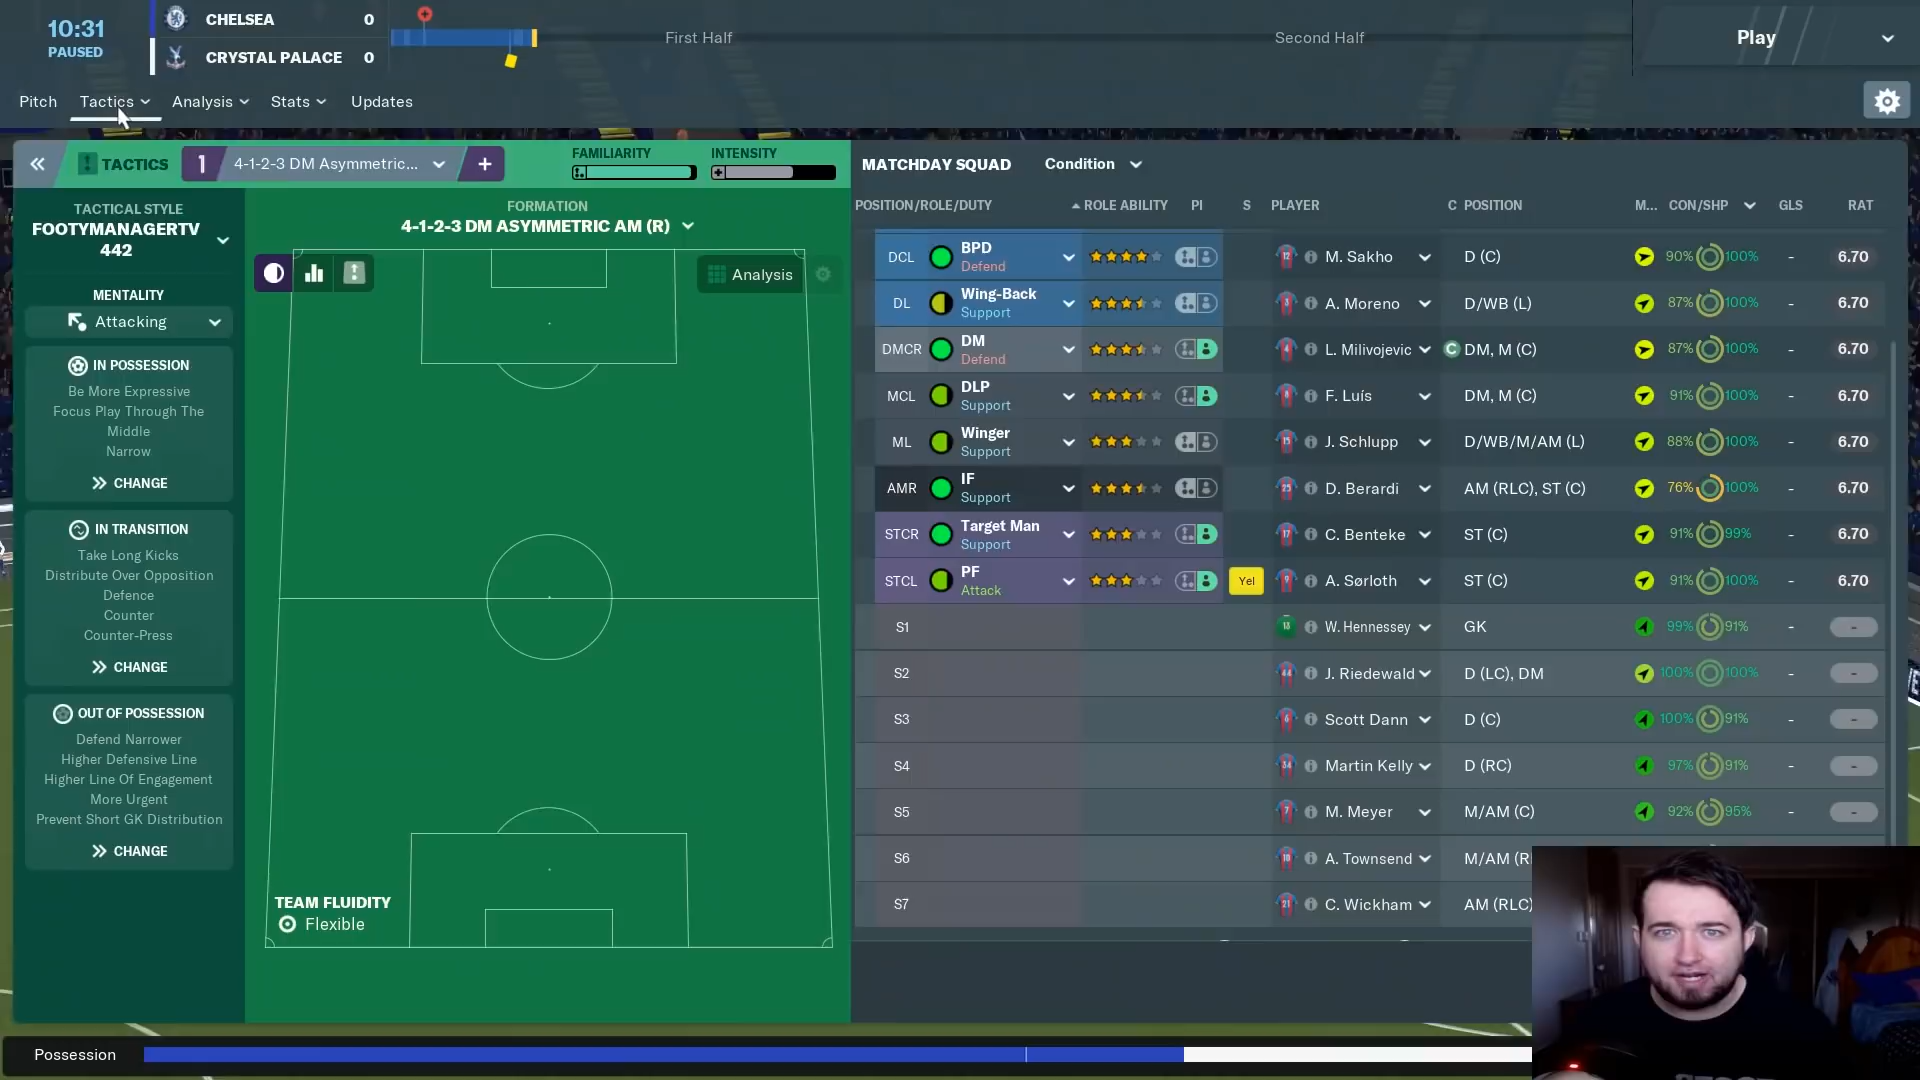 10:31
PAUSED
CHELSEA 0
CRYSTAL PALACE 0
First Half
Second Half
Play
Pitch Tactics Analysis Stats Updates
TACTICS 1 4-1-2-3 DM Asymmetric... +
FAMILIARITY
INTENSITY
TACTICAL STYLE
FOOTYMANAGERTV
442
MENTALITY
Attacking
IN POSSESSION
Be More Expressive
Focus Play Through The
Middle
Narrow
CHANGE
IN TRANSITION
Take Long Kicks
Distribute Over Opposition
Defence
Counter
Counter-Press
CHANGE
OUT OF POSSESSION
Defend Narrower
Higher Defensive Line
Higher Line Of Engagement
More Urgent
Prevent Short GK Distribution
CHANGE
FORMATION
4-1-2-3 DM ASYMMETRIC AM (R)
Analysis
TEAM FLUIDITY
Flexible
MATCHDAY SQUAD Condition
POSITION/ROLE/DUTY ROLE ABILITY PI S PLAYER C POSITION M... CON/SHP GLS RAT
DCL BPD Defend M. Sakho D (C) 90% 100% - 6.70
DL Wing-Back Support A. Moreno D/WB (L) 87% 100% - 6.70
DMCR DM Defend L. Milivojevic C DM, M (C) 87% 100% - 6.70
MCL DLP Support F. Luís DM, M (C) 91% 100% - 6.70
ML Winger Support J. Schlupp D/WB/M/AM (L) 88% 100% - 6.70
AMR IF Support D. Berardi AM (RLC), ST (C) 76% 100% - 6.70
STCR Target Man Support C. Benteke ST (C) 91% 99% - 6.70
STCL PF Attack Yel A. Sørloth ST (C) 91% 100% - 6.70
S1 W. Hennessey GK 99% 91% - -
S2 J. Riedewald D (LC), DM 100% 100% - -
S3 Scott Dann D (C) 100% 91% - -
S4 Martin Kelly D (RC) 97% 91% - -
S5 M. Meyer M/AM (C) 92% 95% - -
S6 A. Townsend M/AM (R
S7 C. Wickham AM (RLC)
Possession